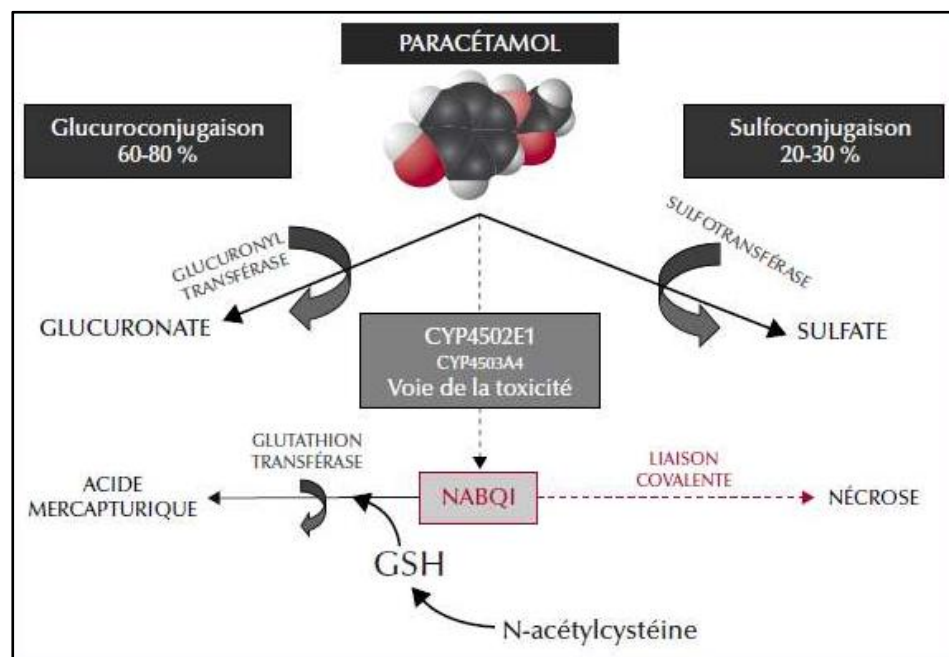 PARACÉTAMOL
Glucuroconjugaison
60-80 %
Sulfoconjugaison
20-30 %
GLUCURONYL
TRANSFÉRASE
SULFOTRANSFÉRASE
GLUCURONATE
SULFATE
CYP4502E1
CYP4503A4
Voie de la toxicité
GLUTATHION
TRANSFÉRASE
LIAISON
COVALENTE
ACIDE
MERCAPTURIQUE
NABQI
NÉCROSE
GSH
N-acétylcystéine